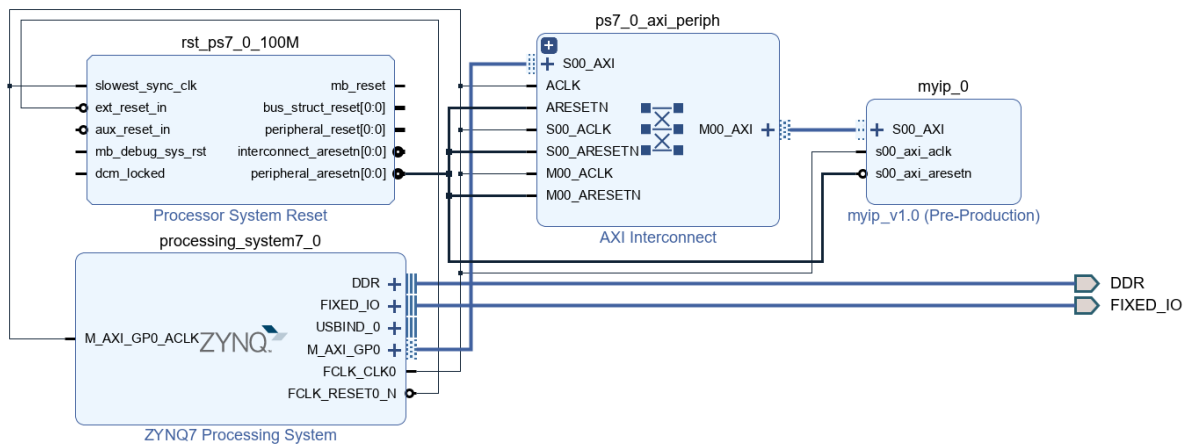 rst_ps7_0_100M
slowest_sync_clk
ext_reset_in
aux_reset_in
mb_debug_sys_rst
dcm_locked
mb_reset
bus_struct_reset[0:0]
peripheral_reset[0:0]
interconnect_aresetn[0:0]
peripheral_aresetn[0:0]
Processor System Reset
processing_system7_0
M_AXI_GP0_ACLK
ZYNQ
DDR
FIXED_IO
USBIND_0
M_AXI_GP0
FCLK_CLK0
FCLK_RESET0_N
ZYNQ7 Processing System
ps7_0_axi_periph
S00_AXI
ACLK
ARESETN
S00_ACLK
S00_ARESETN
M00_ACLK
M00_ARESETN
M00_AXI
AXI Interconnect
myip_0
S00_AXI
s00_axi_aclk
s00_axi_aresetn
myip_v1.0 (Pre-Production)
DDR
FIXED_IO